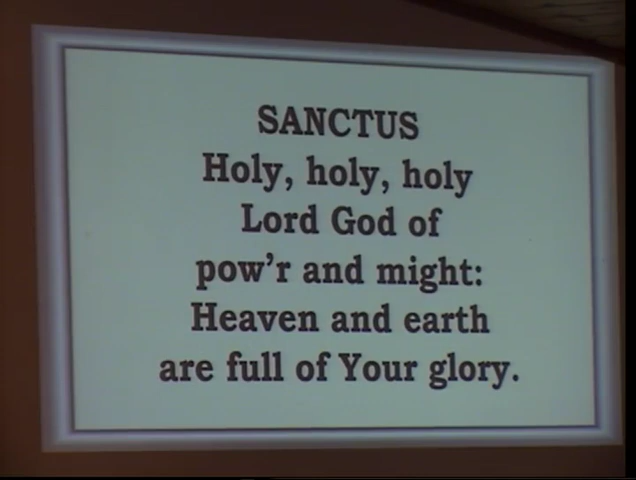 SANCTUS
Holy, holy, holy
Lord God of
pow'r and might:
Heaven and earth
are full of Your glory.